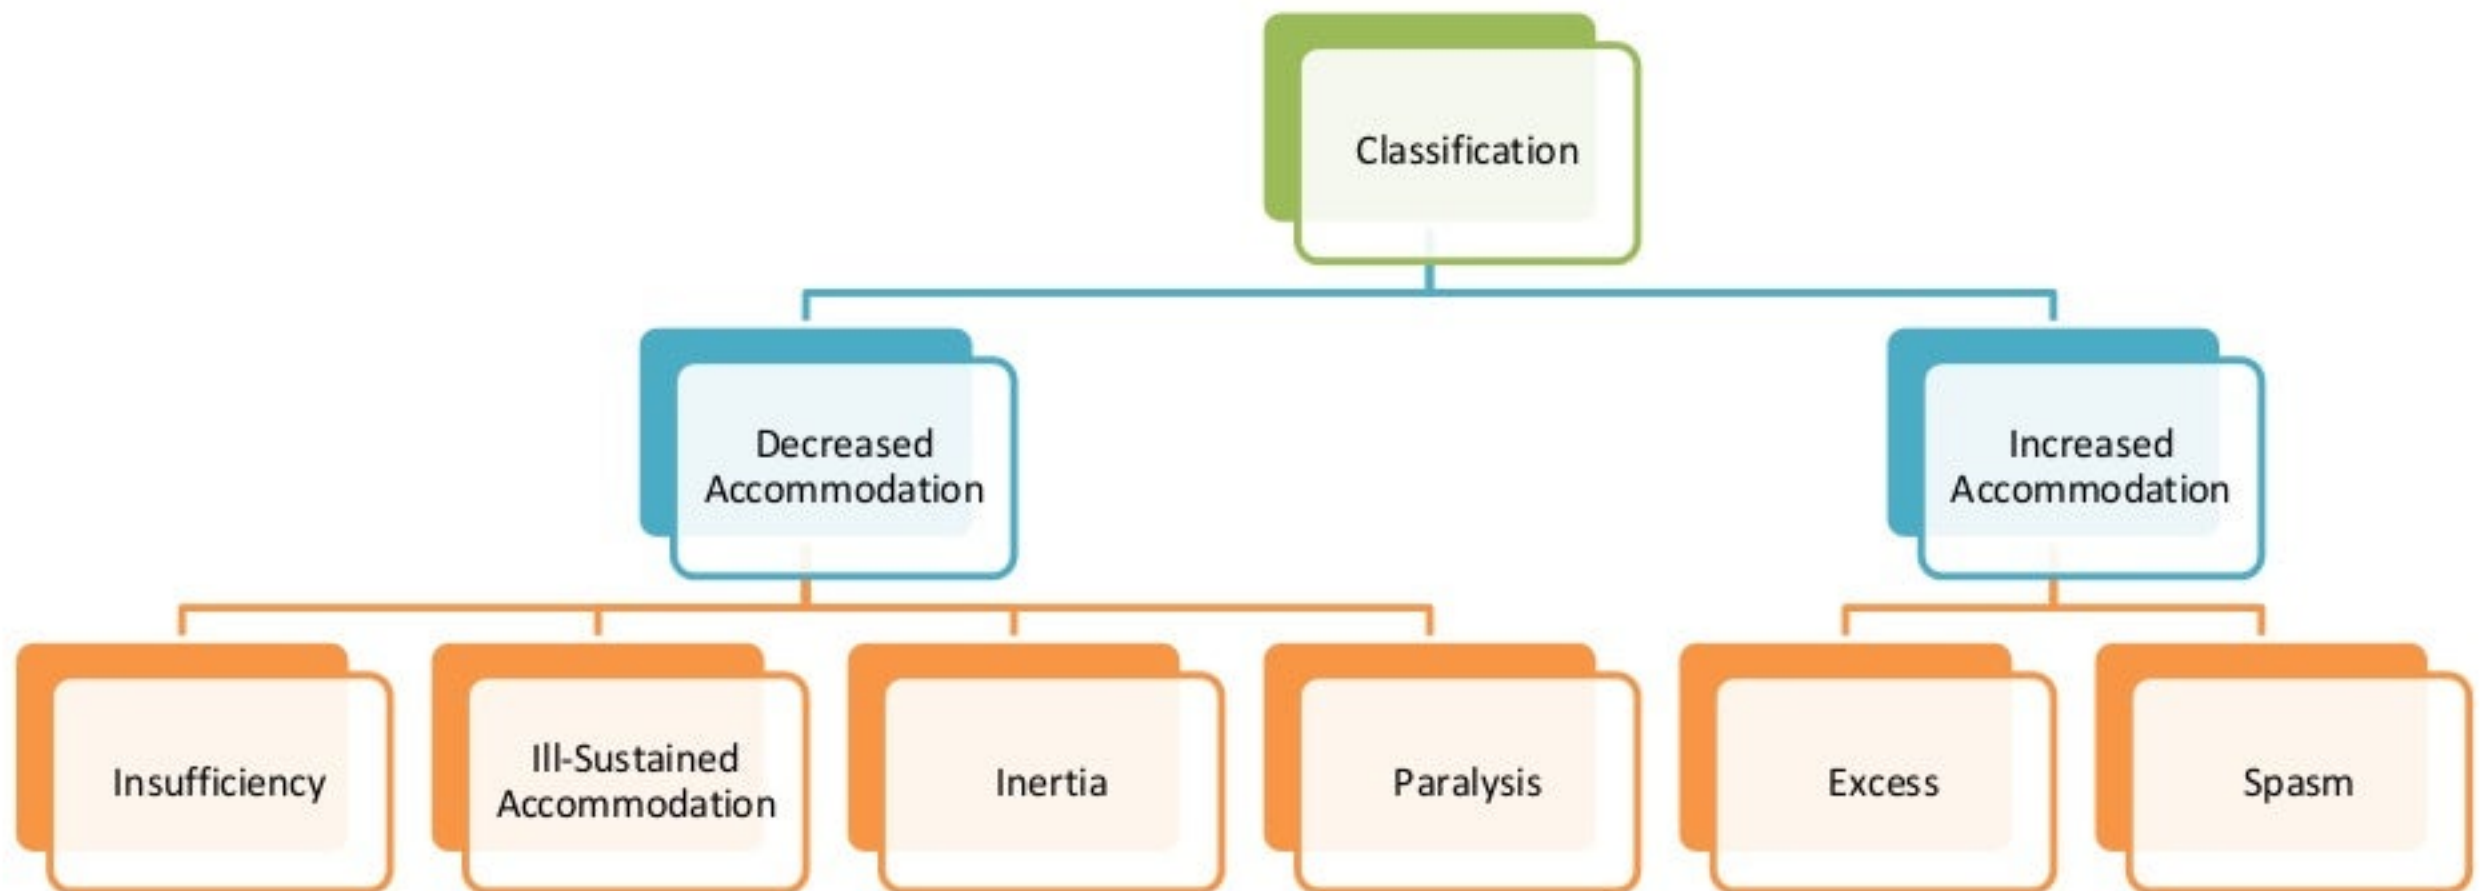 Classification
Decreased
Accommodation
Increased
Accommodation
Insufficiency
Ill-Sustained
Accommodation
Inertia
Paralysis
Excess
Spasm